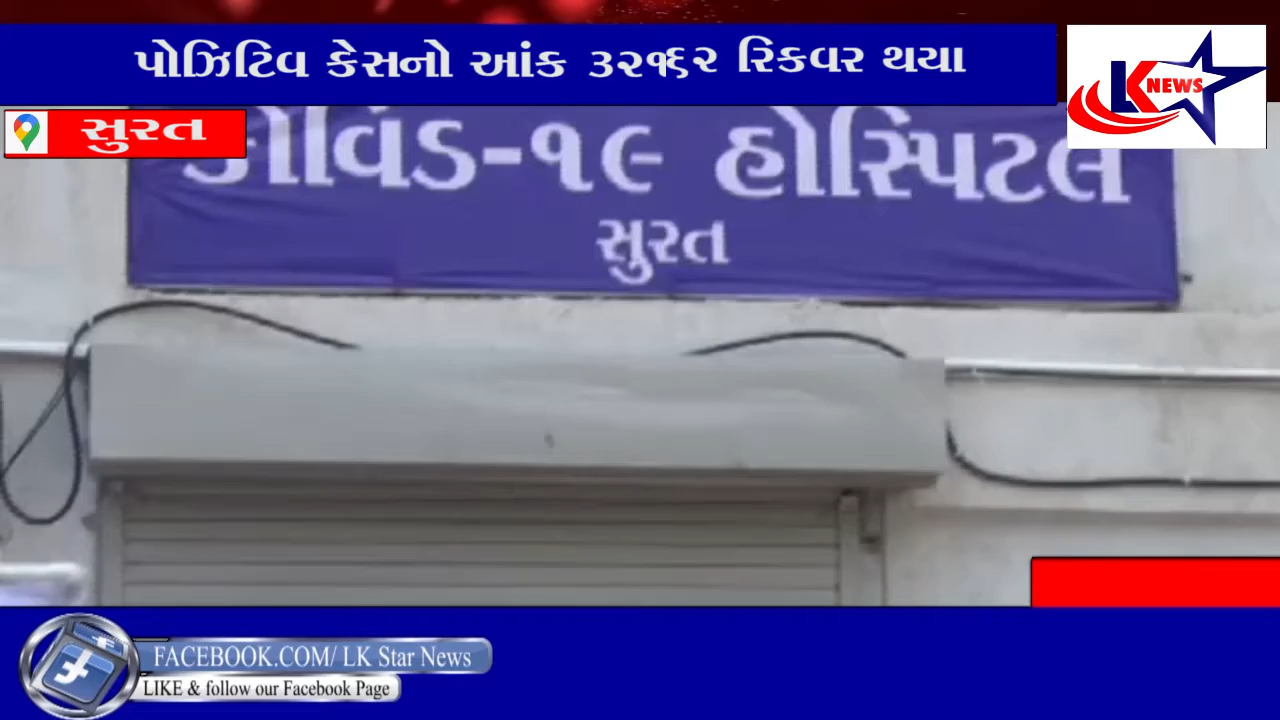 પોઝિટિવ કેસનો આંક ૩૨૧૬૨ રિકવર થયા
LK NEWS
સુરત
કોવિડ-૧૯ હોસ્પિટલ
સુરત
FACEBOOK.COM/ LK Star News
LIKE & follow our Facebook Page